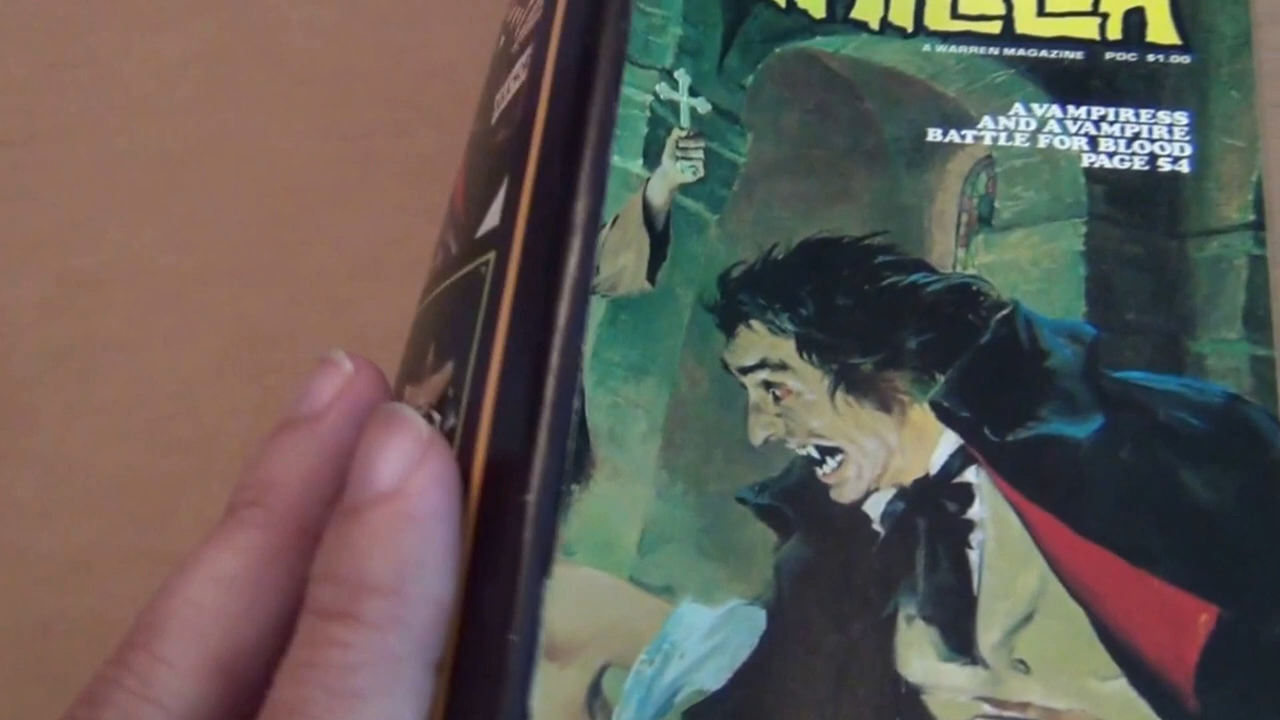 A WARREN MAGAZINE PDC $1.00
A VAMPIRESS
AND A VAMPIRE
BATTLE FOR BLOOD
PAGE 54